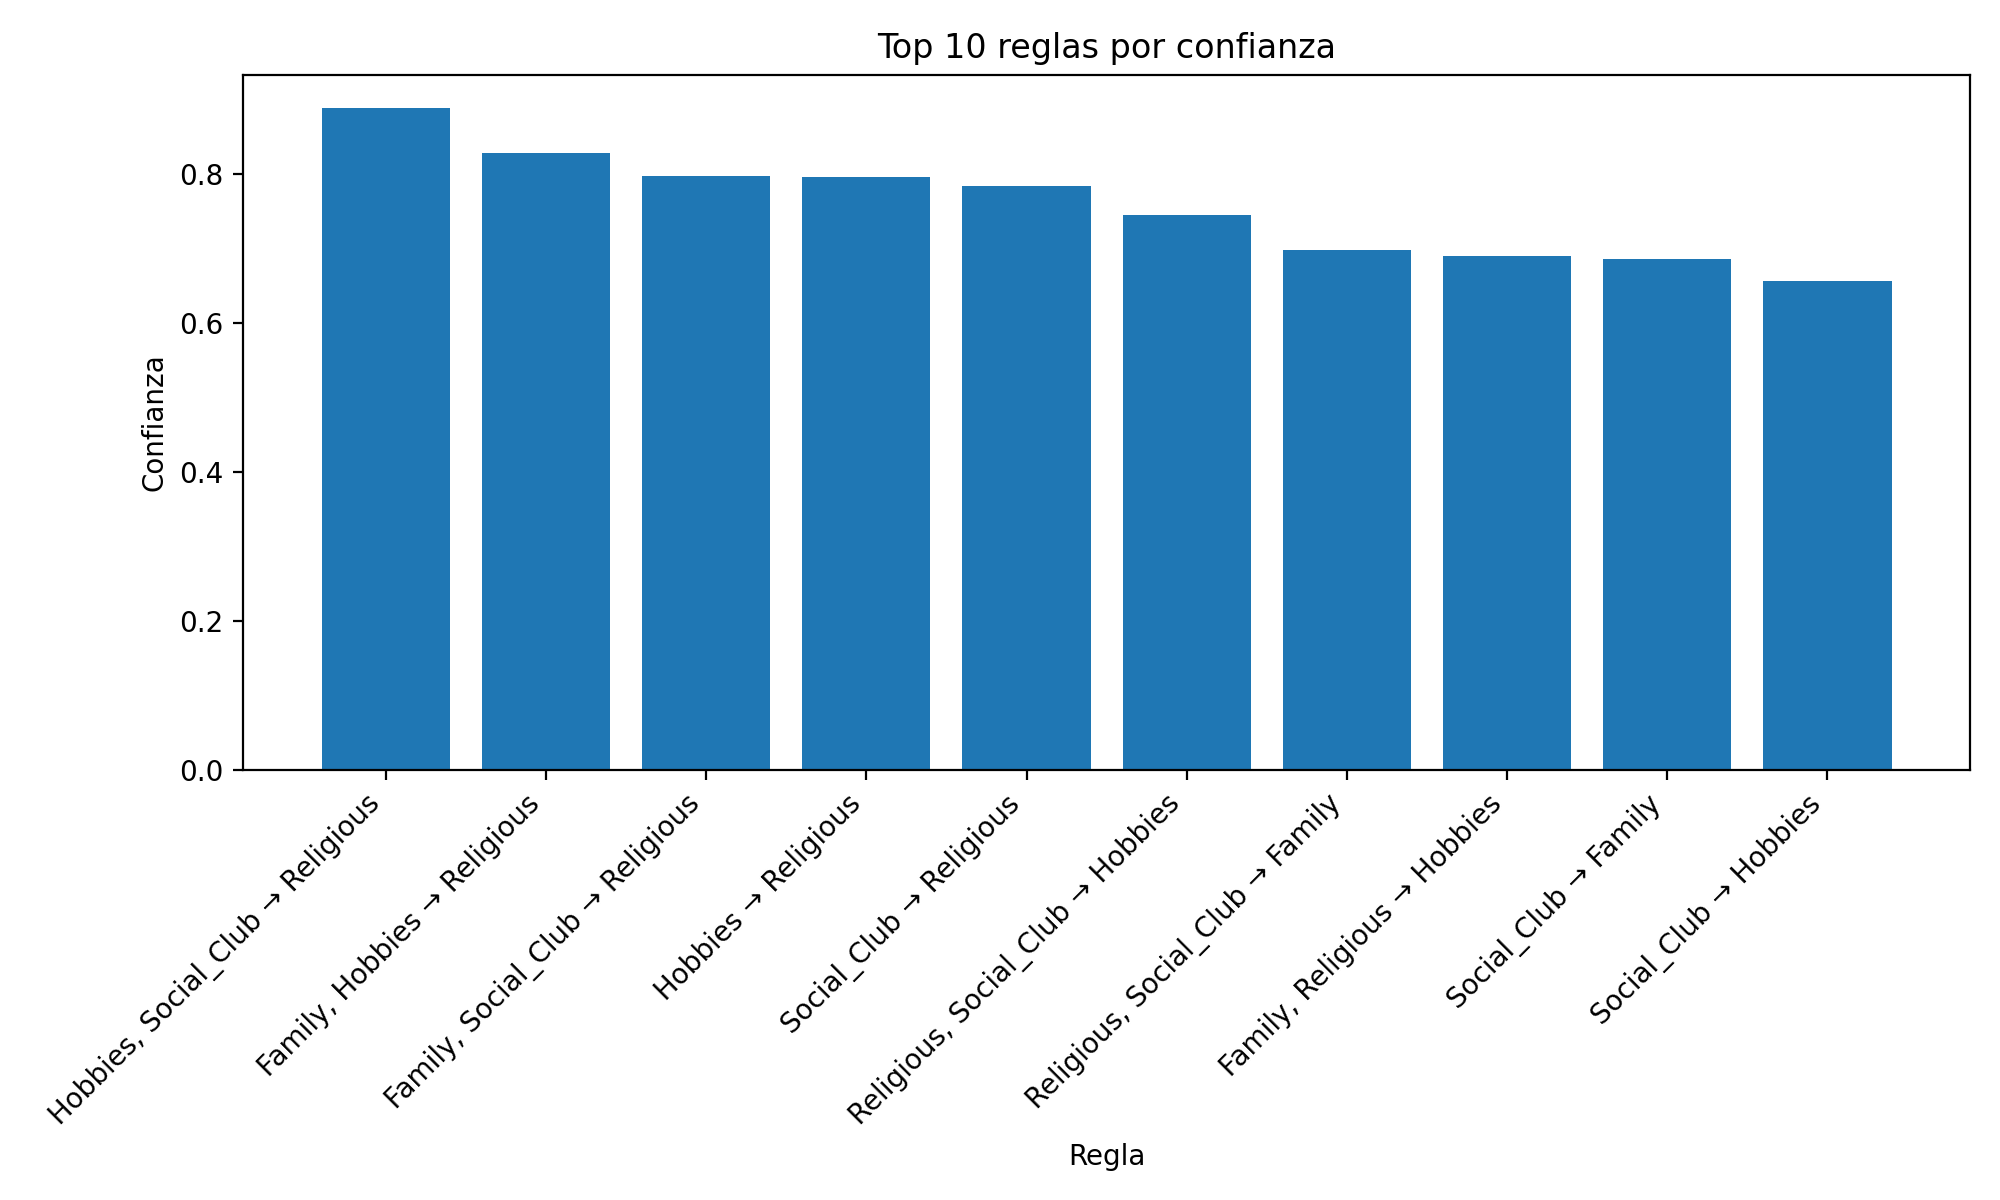 Top 10 reglas por confianza
Confianza
0.8
0.6
0.4
0.2
0.0
Hobbies, Social_Club → Religious
Family, Hobbies → Religious
Family, Social_Club → Religious
Hobbies → Religious
Social_Club → Religious
Religious, Social_Club → Hobbies
Religious, Social_Club → Family
Family, Religious → Hobbies
Social_Club → Family
Social_Club → Hobbies
Regla